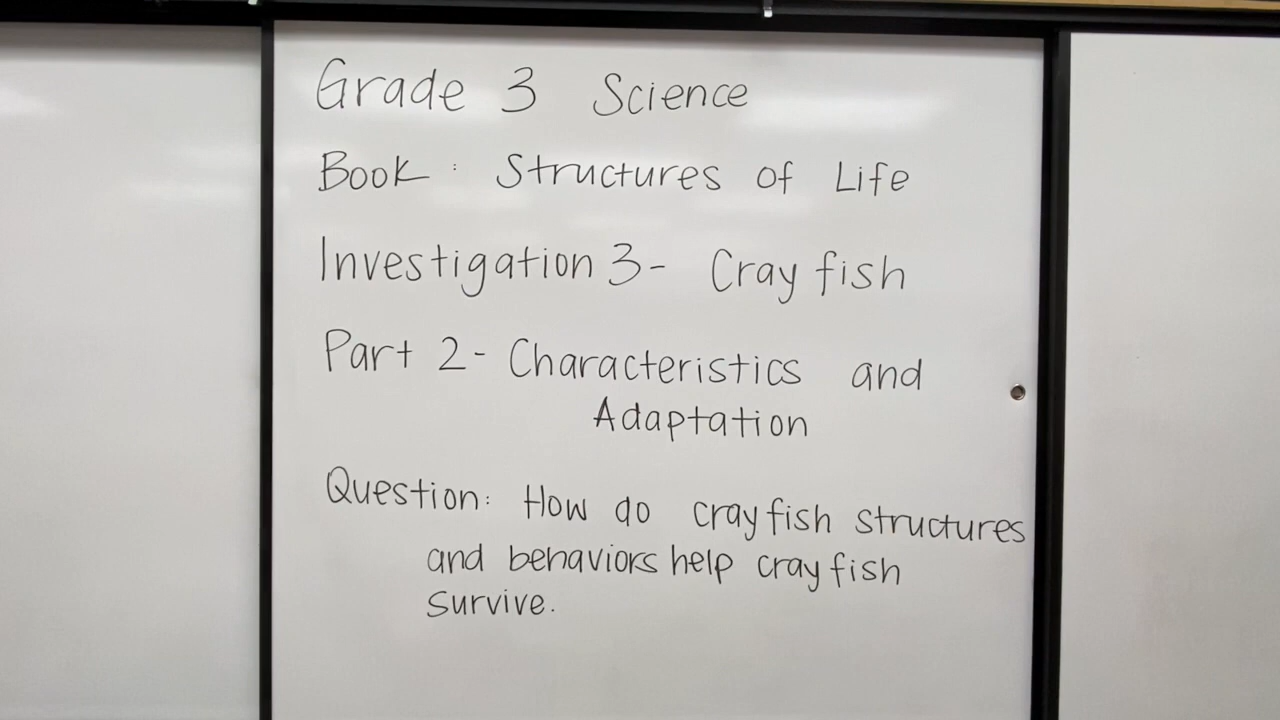 Grade 3 Science
Book : Structures of Life
Investigation 3- Cray fish
Part 2- Characteristics and
Adaptation
Question: How do cray fish structures
and behaviors help cray fish
survive.